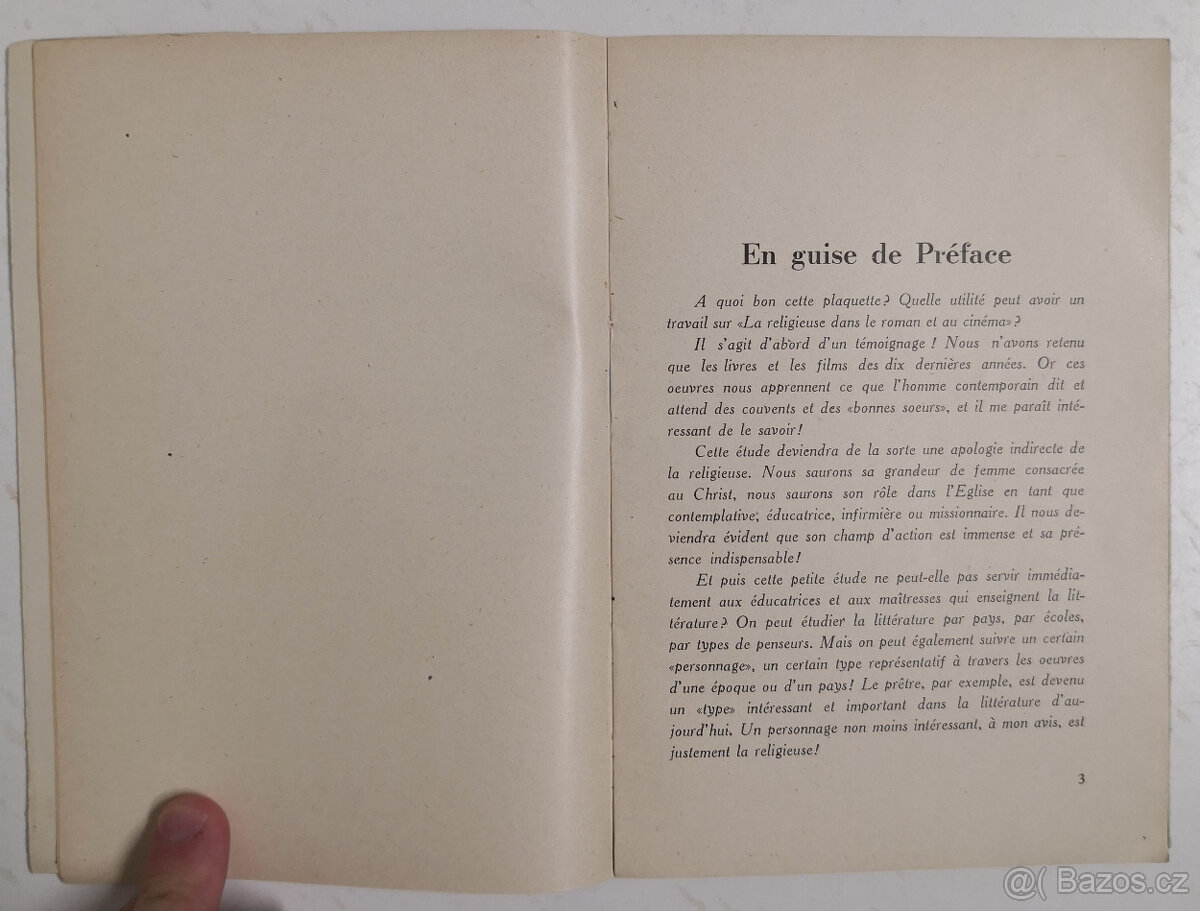 En guise de Préface
A quoi bon cette plaquette? Quelle utilité peut avoir un
travail sur «La religieuse dans le roman et au cinéma»?
Il s'agit d'abord d'un témoignage! Nous n'avons retenu
que les livres et les films des dix dernières années. Or ces
oeuvres nous apprennent ce que l'homme contemporain dit et
attend des couvents et des «bonnes soeurs», et il me paraît inté-
ressant de le savoir!
Cette étude deviendra de la sorte une apologie indirecte de
la religieuse. Nous saurons sa grandeur de femme consacrée
au Christ, nous saurons son rôle dans l'Eglise en tant que
contemplative, éducatrice, infirmière ou missionnaire. Il nous de-
viendra évident que son champ d'action est immense et sa pré-
sence indispensable!
Et puis cette petite étude ne peut-elle pas servir immédia-
tement aux éducatrices et aux maîtresses qui enseignent la lit-
térature? On peut étudier la littérature par pays, par écoles,
par types de penseurs. Mais on peut également suivre un certain
«personnage», un certain type représentatif à travers les oeuvres
d'une époque ou d'un pays! Le prêtre, par exemple, est devenu
un «type» intéressant et important dans la littérature d'au-
jourd'hui. Un personnage non moins intéressant, à mon avis, est
justement la religieuse!
3
@( Bazos.cz